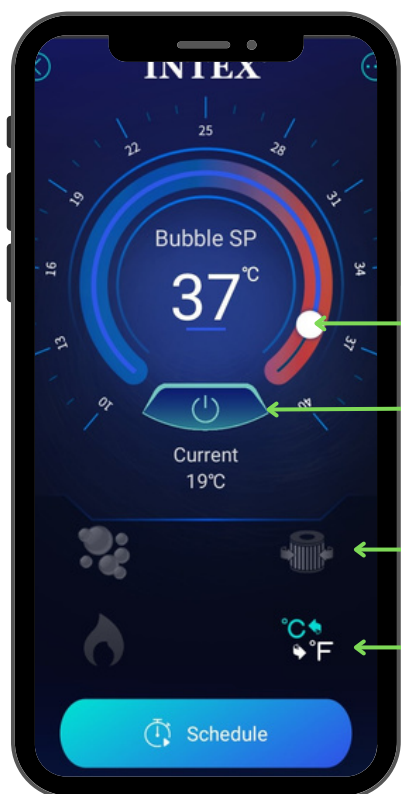 INTEX
25
22
28
19
31
16
34
13
37
10
40
Bubble SP
37℃
Current
19℃
°C
°F
Schedule